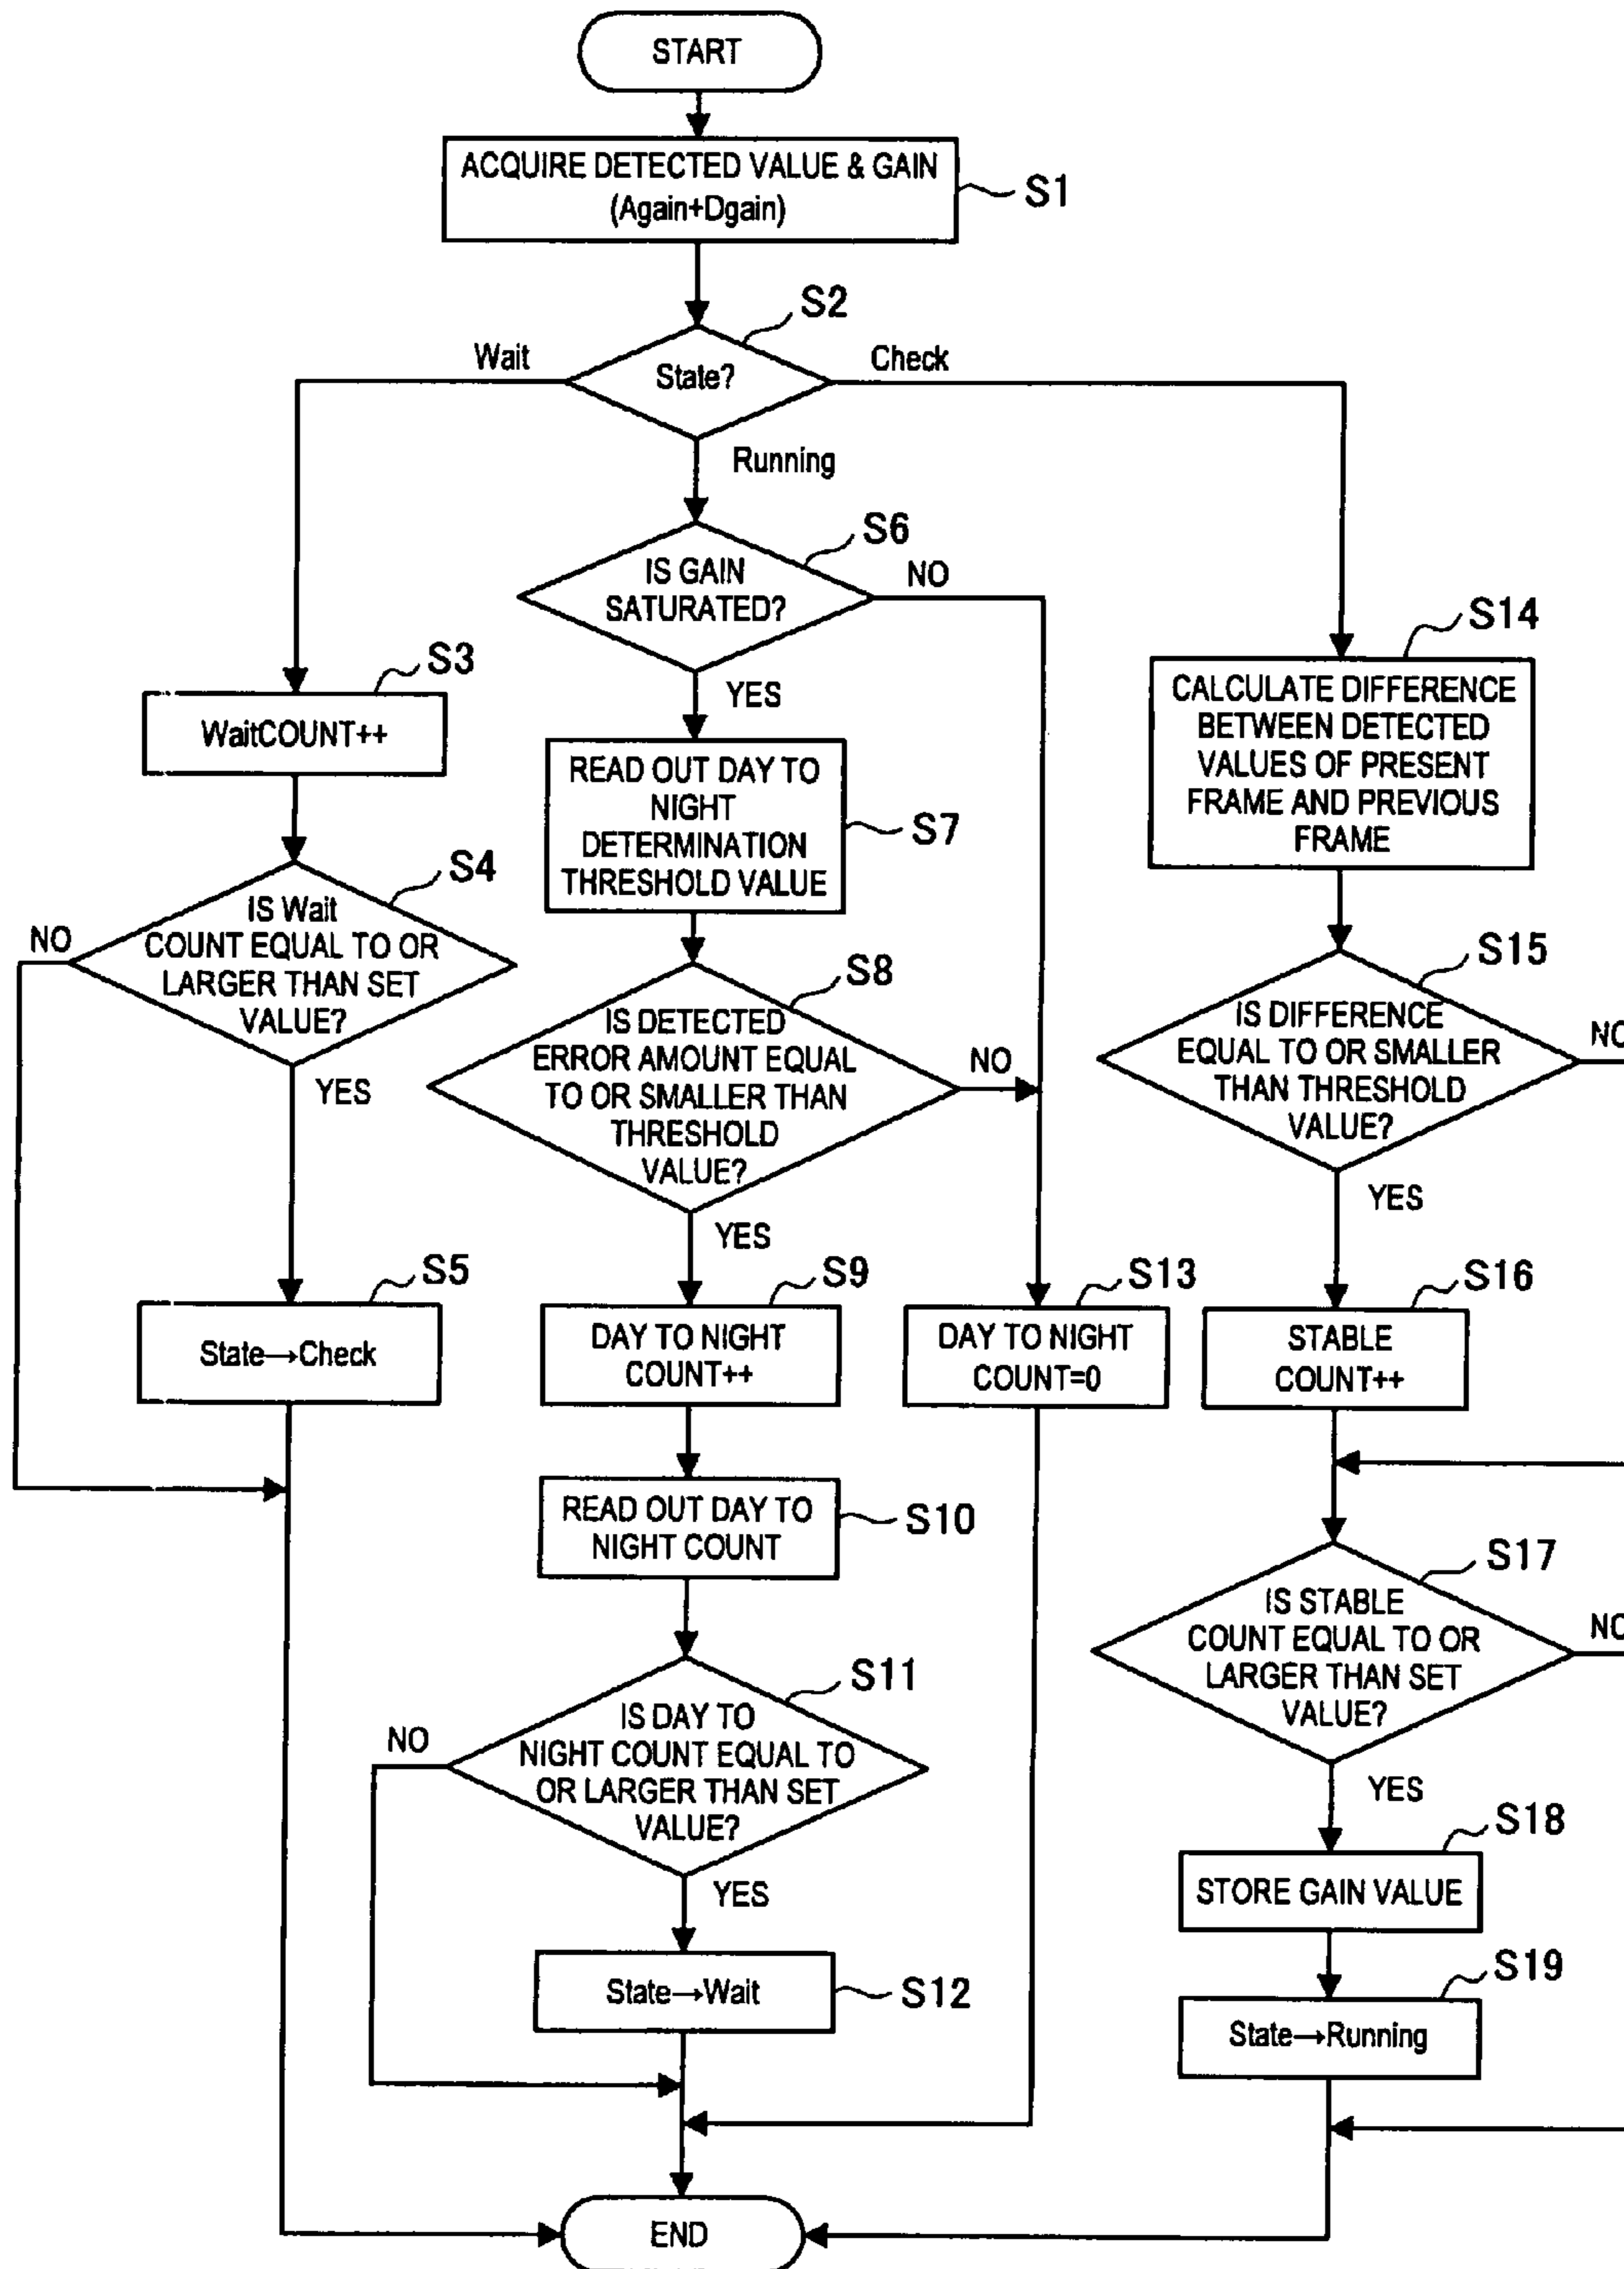 START
ACQUIRE DETECTED VALUE & GAIN
(Again+Dgain)
S1
S2
State?
Wait
Check
Running
S3
WaitCOUNT++
S4
IS Wait
COUNT EQUAL TO OR
LARGER THAN SET
VALUE?
NO
YES
S5
State→Check
S6
IS GAIN
SATURATED?
NO
YES
READ OUT DAY TO
NIGHT
DETERMINATION
THRESHOLD VALUE
S7
S8
IS DETECTED
ERROR AMOUNT EQUAL
TO OR SMALLER THAN
THRESHOLD
VALUE?
NO
YES
S9
DAY TO NIGHT
COUNT++
READ OUT DAY TO
NIGHT COUNT
S10
S11
IS DAY TO
NIGHT COUNT EQUAL TO
OR LARGER THAN SET
VALUE?
NO
YES
State→Wait
S12
S13
DAY TO NIGHT
COUNT=0
S14
CALCULATE DIFFERENCE
BETWEEN DETECTED
VALUES OF PRESENT
FRAME AND PREVIOUS
FRAME
S15
IS DIFFERENCE
EQUAL TO OR SMALLER
THAN THRESHOLD
VALUE?
NO
YES
S16
STABLE
COUNT++
S17
IS STABLE
COUNT EQUAL TO OR
LARGER THAN SET
VALUE?
NO
YES
S18
STORE GAIN VALUE
S19
State→Running
END